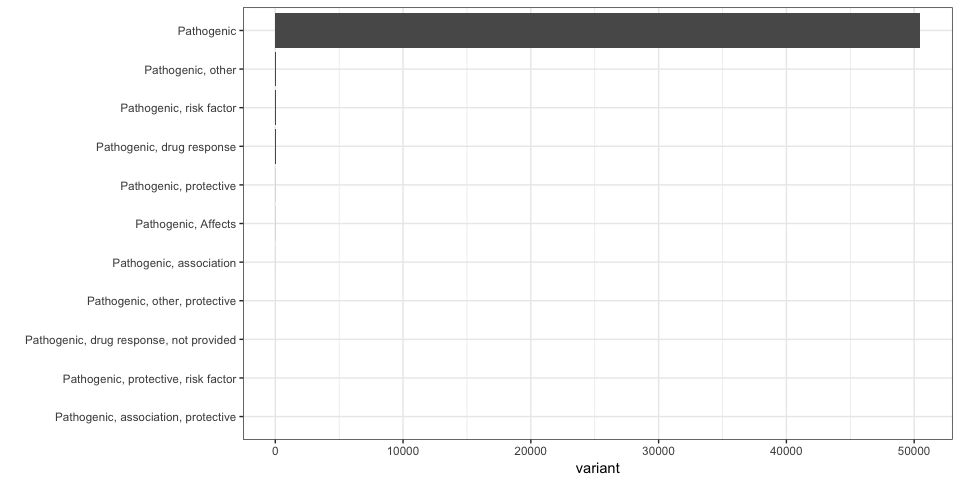 Pathogenic
Pathogenic, other
Pathogenic, risk factor
Pathogenic, drug response
Pathogenic, protective
Pathogenic, Affects
Pathogenic, association
Pathogenic, other, protective
Pathogenic, drug response, not provided
Pathogenic, protective, risk factor
Pathogenic, association, protective
0 10000 20000 30000 40000 50000
variant